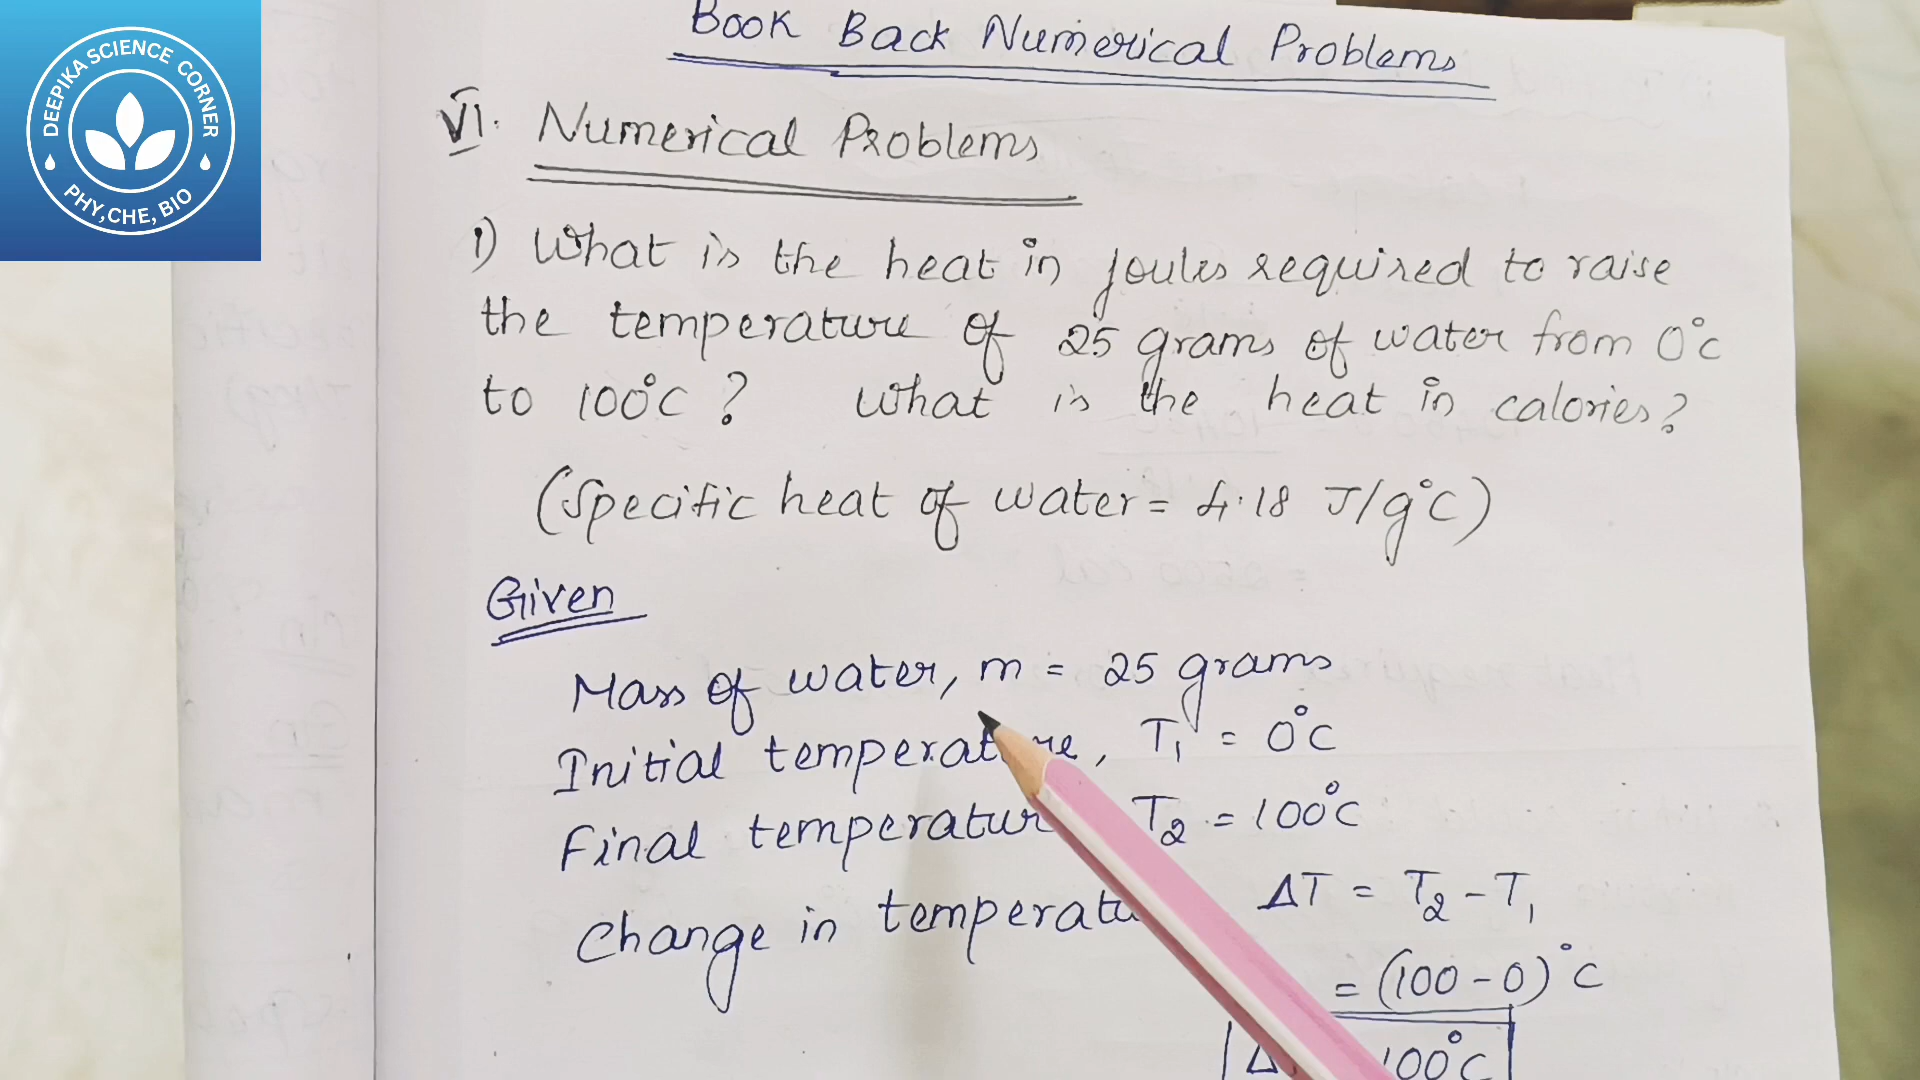 DEEPIKA SCIENCE CORNER
PHY,CHE, BIO
Book Back Numerical Problems
VI. Numerical Problems
1) What is the heat in joules required to raise
the temperature of 25 grams of water from 0°C
to 100°C ? What is the heat in calories?
(Specific heat of water = 4.18 J/g°C)
Given
Mass of water, m = 25 grams
Initial temperature, T1 = 0°C
Final temperatur T2 = 100°C
Change in temperatu ΔT = T2 - T1
= (100 - 0)°C
100°C